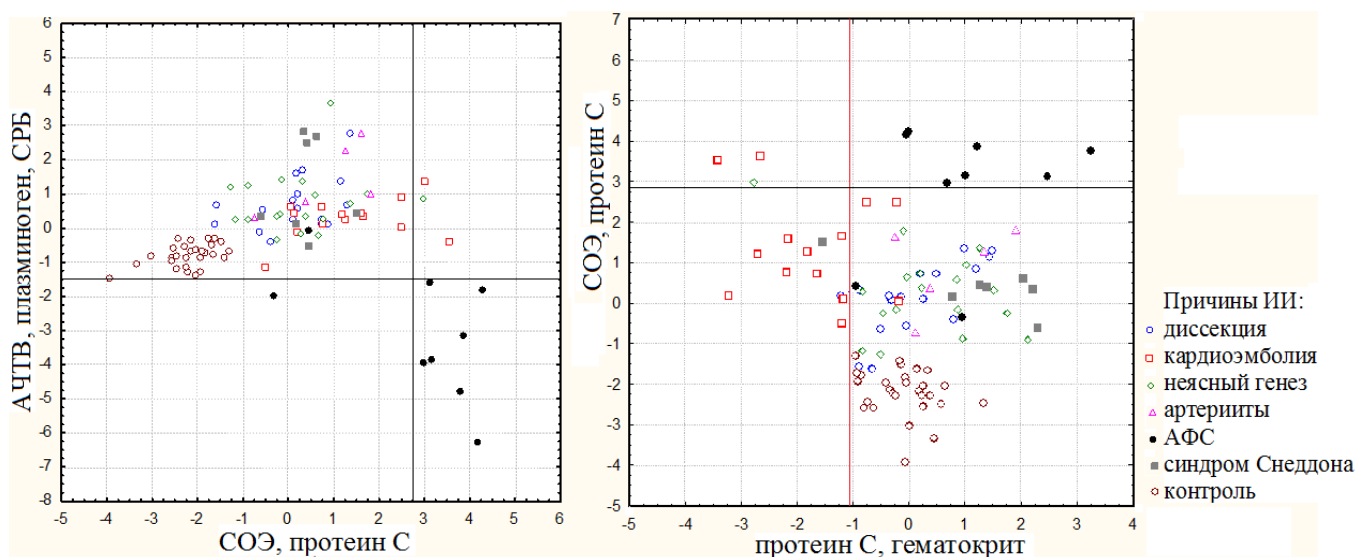 АЧТВ, плазминоген, СРБ
6
5
4
3
2
1
0
-1
-2
-3
-4
-5
-6
-7
-8
-5 -4 -3 -2 -1 0 1 2 3 4 5 6
СОЭ, протеин С
СОЭ, протеин С
7
6
5
4
3
2
1
0
-1
-2
-3
-4
-5
-5 -4 -3 -2 -1 0 1 2 3 4
протеин С, гематокрит
Причины ИИ:
диссекция
кардиоэмболия
неясный генез
артерииты
АФС
синдром Снеддона
контроль